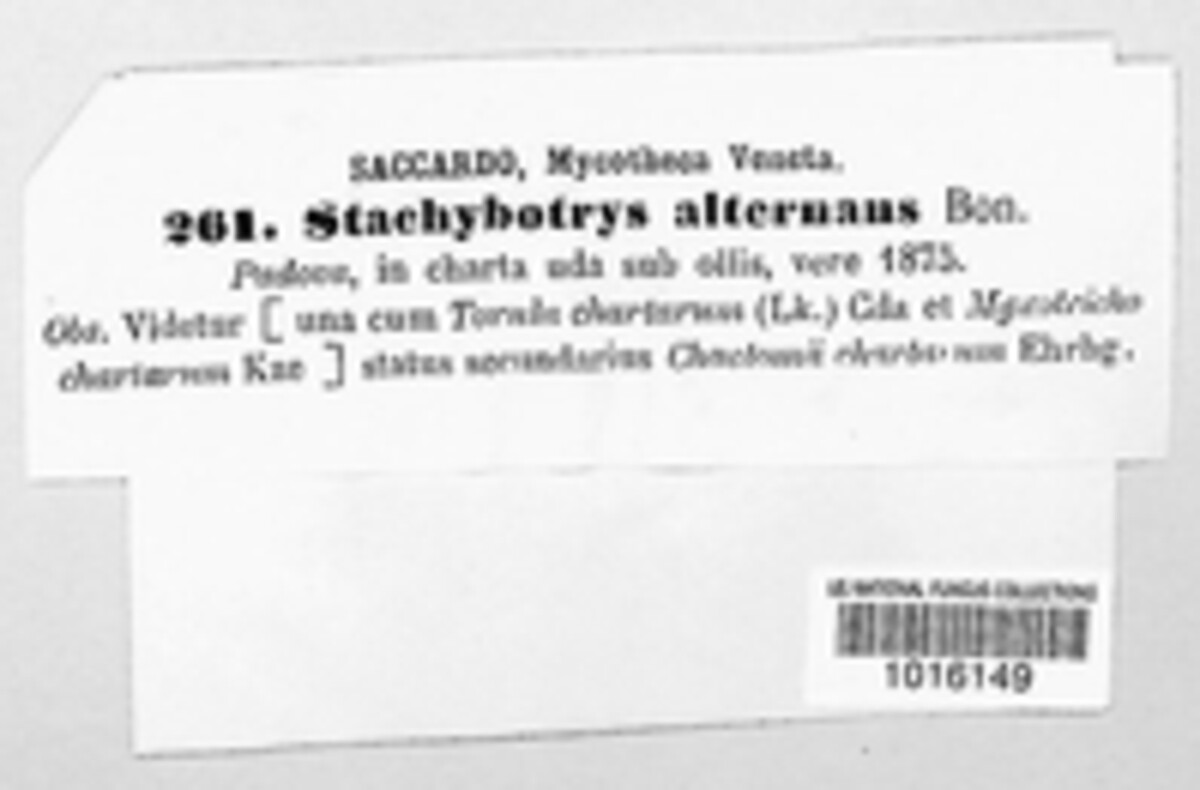 SACCARDO, Mycotheca Veneta.
261. Stachybotrys alternans Bon.
Padova, in charta uda sub ollis, vere 1875.
Obs. Videtur [ una cum Torula chartarum (Lk.) Cda et
chartarum Kze ] status secundarius Chaetomii chartarum Ehrbg.
US NATIONAL FUNGUS COLLECTIONS
1016149